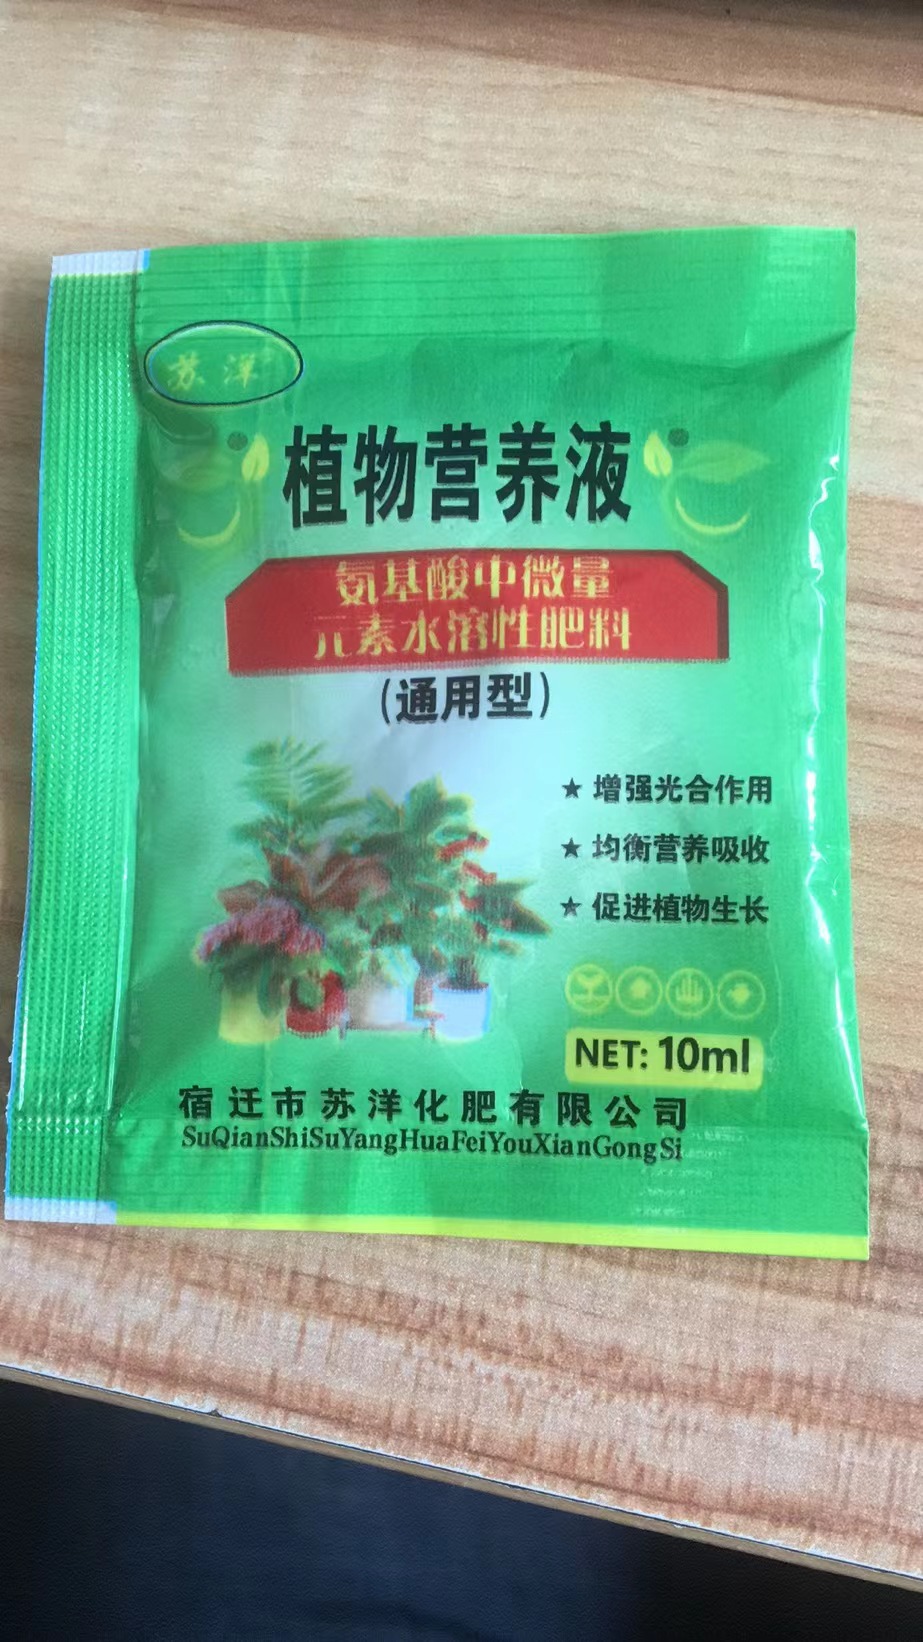 苏洋
植物营养液
氨基酸中微量
元素水溶性肥料
(通用型)
★ 增强光合作用
★ 均衡营养吸收
★ 促进植物生长
NET: 10ml
宿迁市苏洋化肥有限公司
SuQianShiSuYangHuaFeiYouXianGongSi